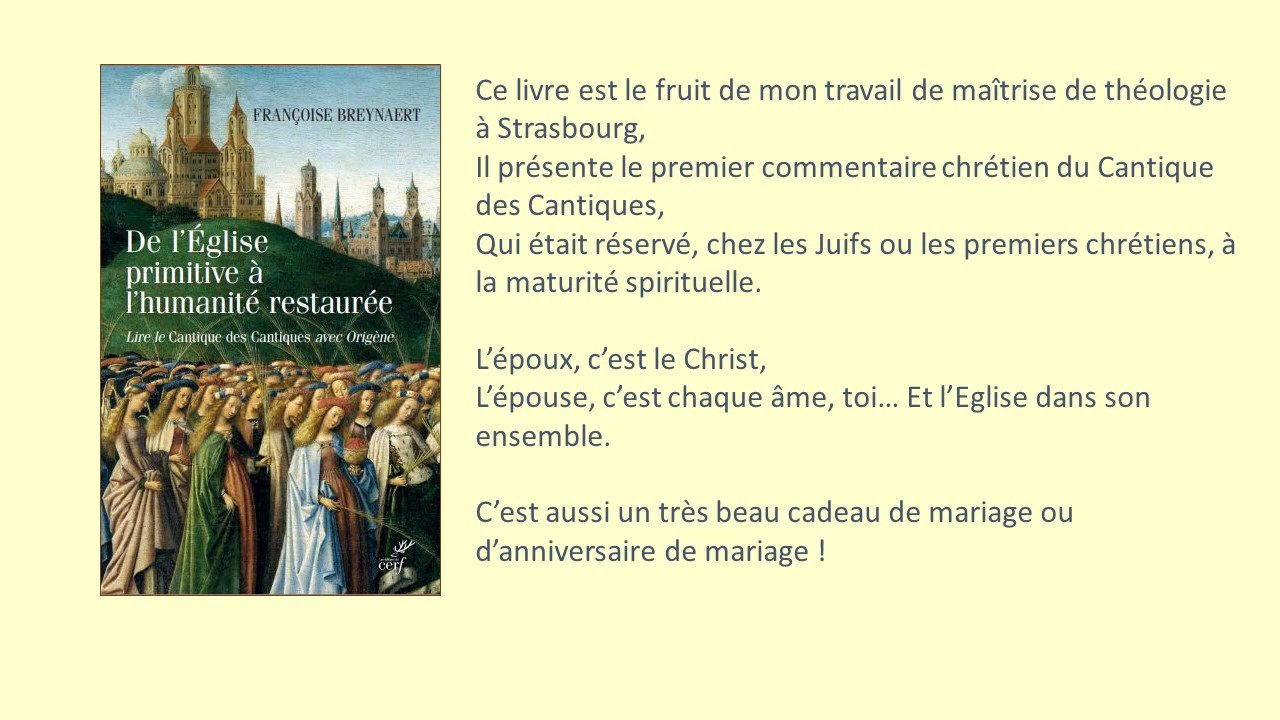 FRANÇOISE BREYNAERT
De l'Église
primitive à
l'humanité restaurée
Lire le Cantique des Cantiques avec Origène
cerf
Ce livre est le fruit de mon travail de maîtrise de théologie
à Strasbourg,
Il présente le premier commentaire chrétien du Cantique
des Cantiques,
Qui était réservé, chez les Juifs ou les premiers chrétiens, à
la maturité spirituelle.
L’époux, c’est le Christ,
L’épouse, c’est chaque âme, toi… Et l’Eglise dans son
ensemble.
C’est aussi un très beau cadeau de mariage ou
d’anniversaire de mariage !